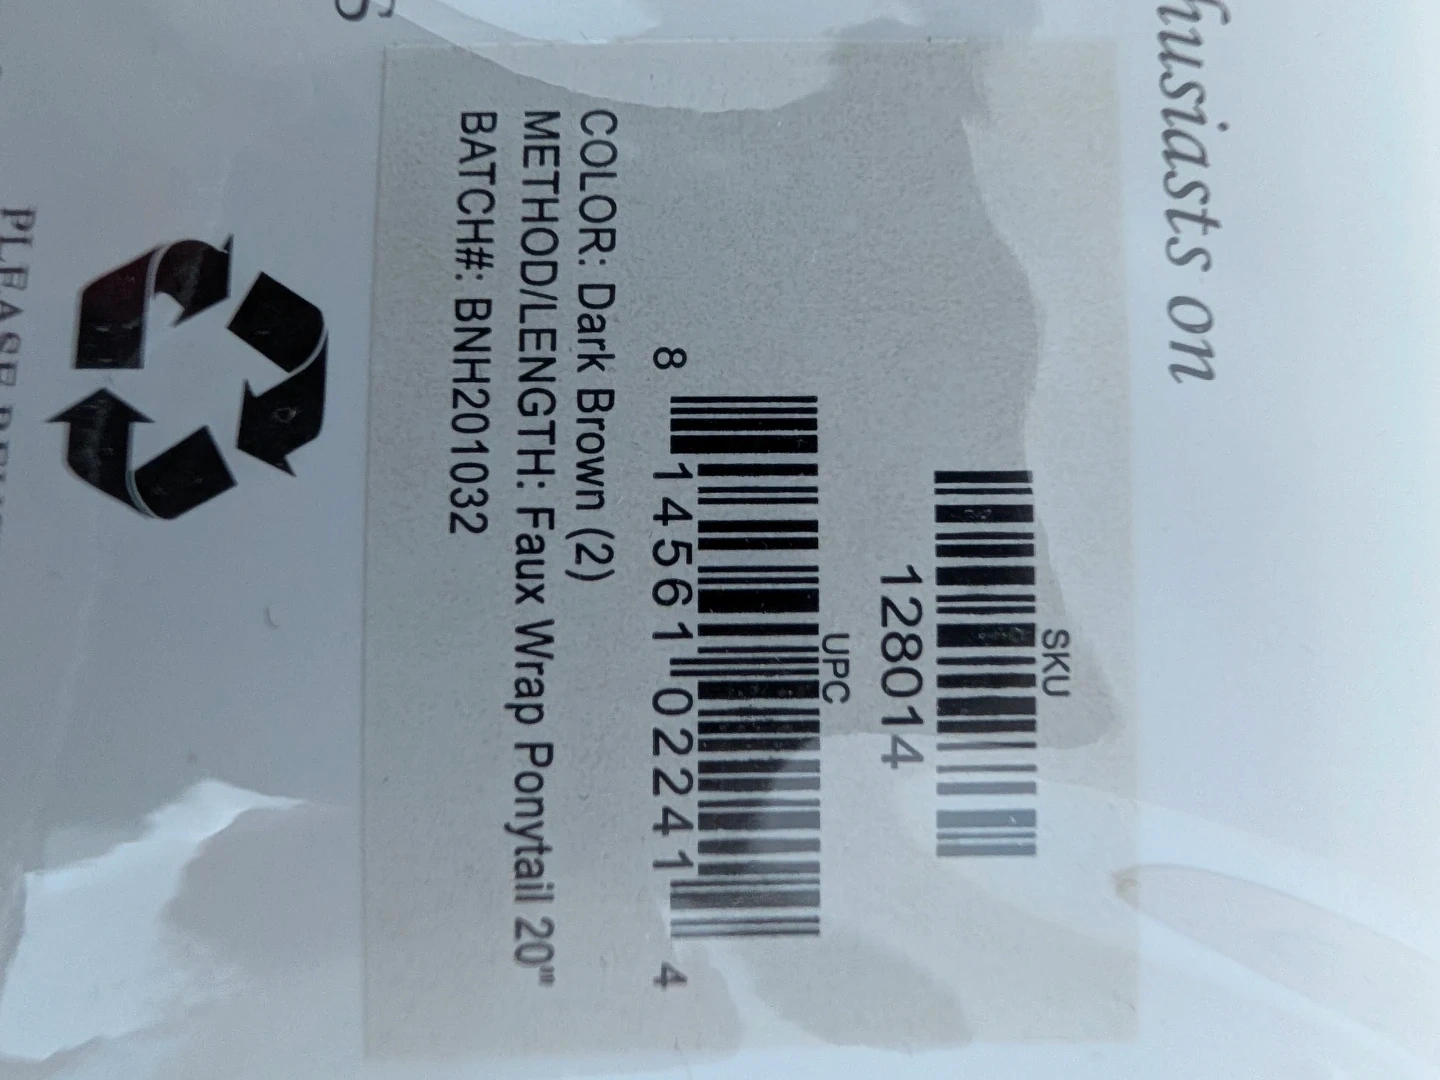 husiasts on
SKU
128014
UPC
8 14561 02241 4
COLOR: Dark Brown (2)
METHOD/LENGTH: Faux Wrap Ponytail 20"'
BATCH#: BNH201032
PLEASE